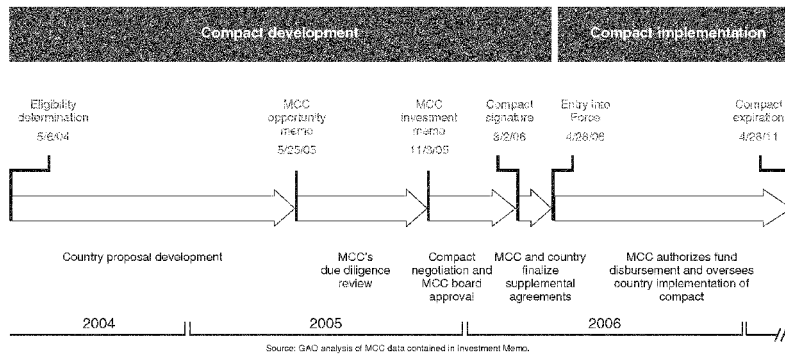 Compact development
Compact implementation
Eligibility
determination
5/6/04
MCC
opportunity
memo
5/25/05
MCC
investment
memo
11/3/05
Compact
signature
3/2/06
Entry into
Force
4/28/06
Compact
expiration
4/28/11
Country proposal development
MCC's
due diligence
review
Compact
negotiation and
MCC board
approval
MCC and country
finalize
supplemental
agreements
MCC authorizes fund
disbursement and oversees
country implementation of
compact
2004
2005
2006
Source: GAO analysis of MCC data contained in Investment Memo.